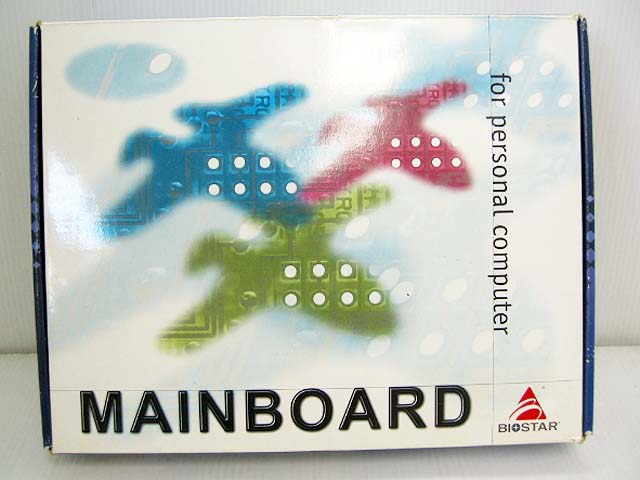 for personal computer
MAINBOARD
BIOSTAR